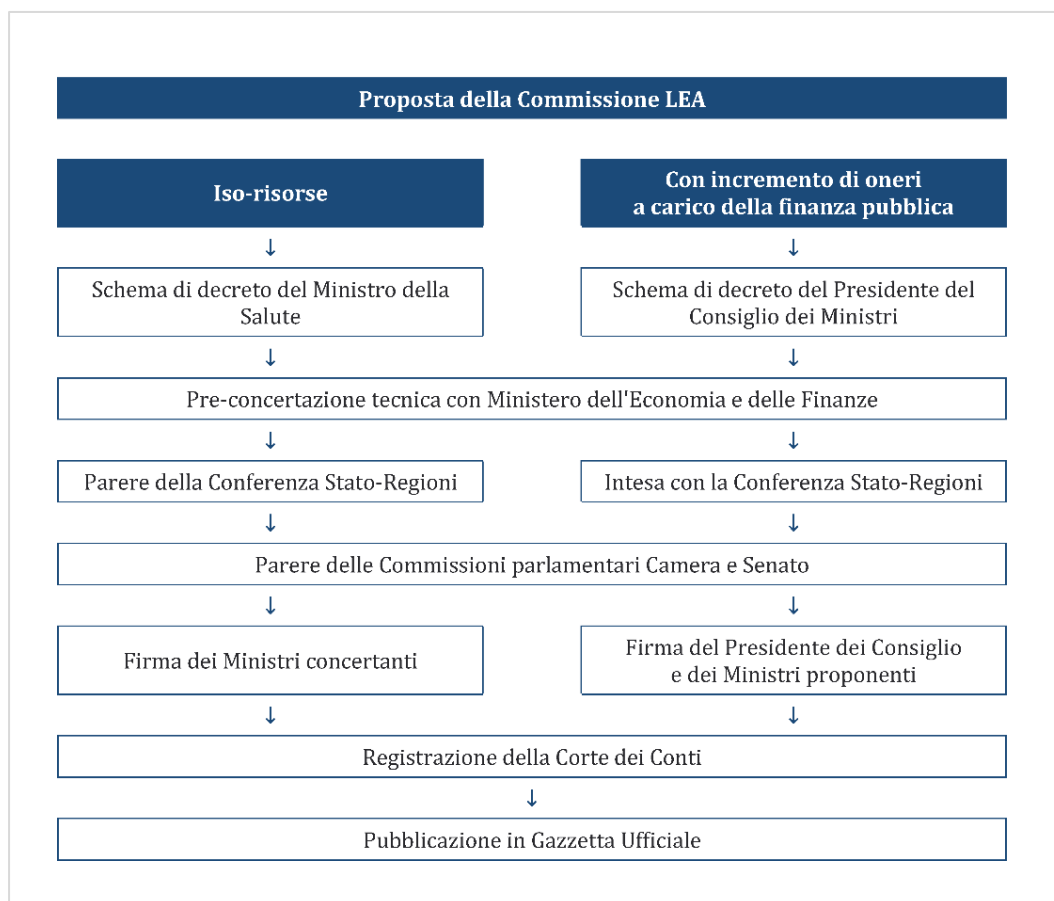 Proposta della Commissione LEA
Iso-risorse
Con incremento di oneri
a carico della finanza pubblica
↓
↓
Schema di decreto del Ministro della
Salute
Schema di decreto del Presidente del
Consiglio dei Ministri
↓
↓
Pre-concertazione tecnica con Ministero dell'Economia e delle Finanze
↓
↓
Parere della Conferenza Stato-Regioni
Intesa con la Conferenza Stato-Regioni
↓
↓
Parere delle Commissioni parlamentari Camera e Senato
↓
↓
Firma dei Ministri concertanti
Firma del Presidente dei Consiglio
e dei Ministri proponenti
↓
↓
Registrazione della Corte dei Conti
↓
Pubblicazione in Gazzetta Ufficiale